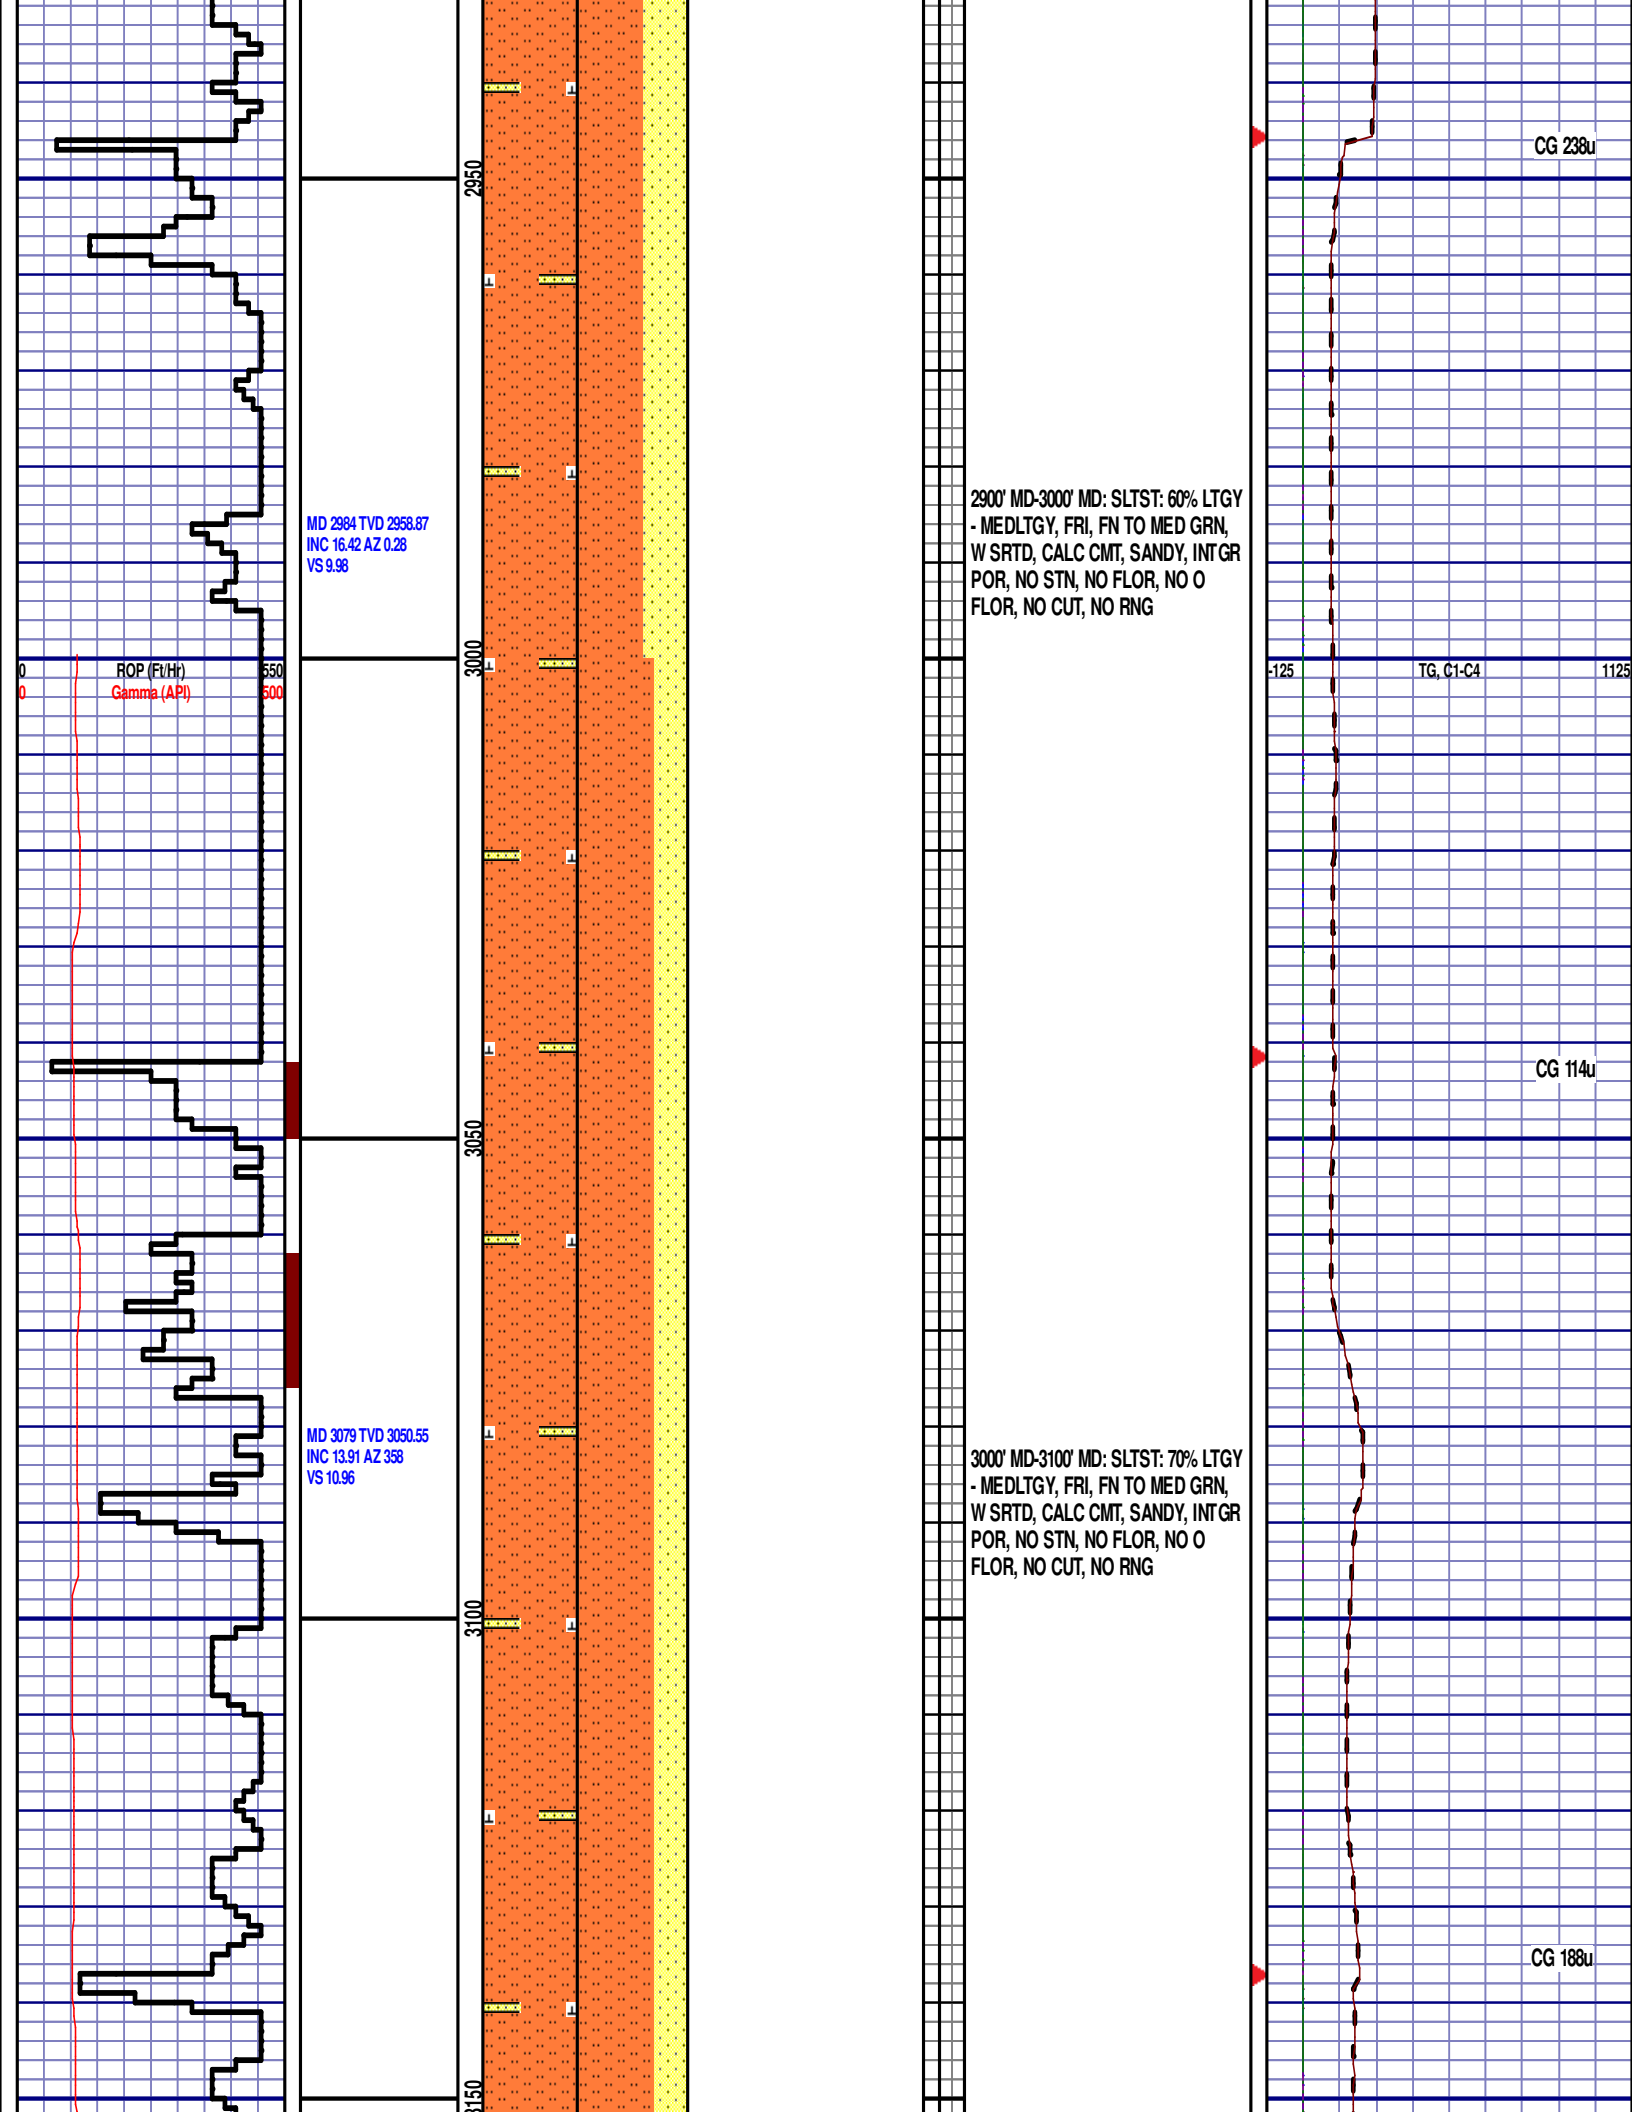 CG 238u
2950
2900' MD-3000' MD: SLTST: 60% LTGY
- MEDLTGY, FRI, FN TO MED GRN,
W SRTD, CALC CMT, SANDY, INTGR
POR, NO STN, NO FLOR, NO O
FLOR, NO CUT, NO RNG
MD 2984 TVD 2958.87
INC 16.42 AZ 0.28
VS 9.98
3000
0 ROP (Ft/Hr) 550
0 Gamma (API) 500
-125 TG, C1-C4 1125
CG 114u
3050
MD 3079 TVD 3050.55
INC 13.91 AZ 358
VS 10.96
3000' MD-3100' MD: SLTST: 70% LTGY
- MEDLTGY, FRI, FN TO MED GRN,
W SRTD, CALC CMT, SANDY, INTGR
POR, NO STN, NO FLOR, NO O
FLOR, NO CUT, NO RNG
3100
CG 188u
3150